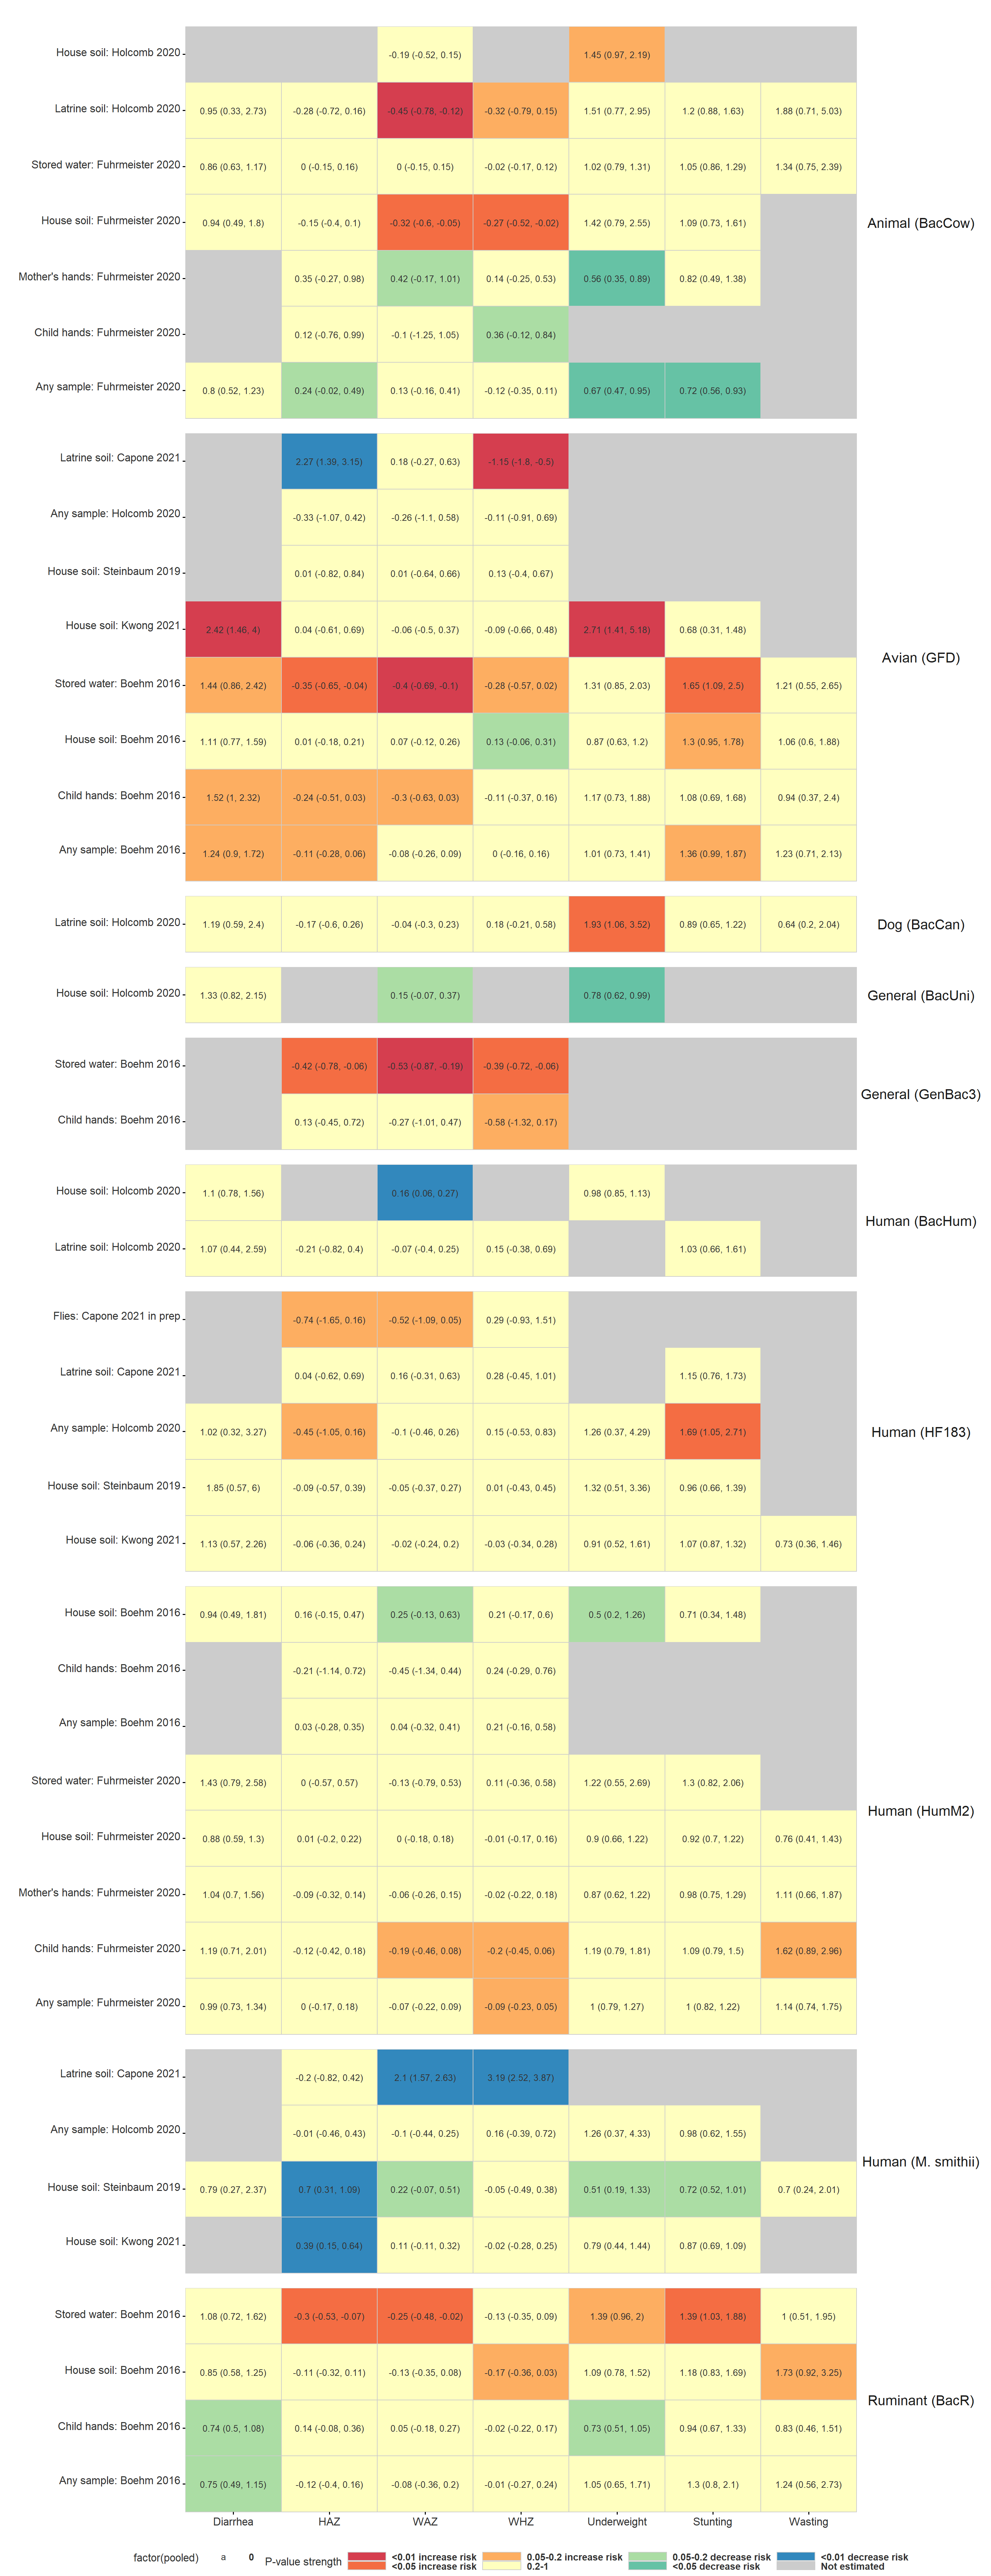 House soil: Holcomb 2020 -0.19 (-0.52, 0.15) 1.45 (0.97, 2.19)
Latrine soil: Holcomb 2020 0.95 (0.33, 2.73) -0.28 (-0.72, 0.16) -0.45 (-0.78, -0.12) -0.32 (-0.79, 0.15) 1.51 (0.77, 2.95) 1.2 (0.88, 1.63) 1.88 (0.71, 5.03)
Stored water: Fuhrmeister 2020 0.86 (0.63, 1.17) 0 (-0.15, 0.16) 0 (-0.15, 0.15) -0.02 (-0.17, 0.12) 1.02 (0.79, 1.31) 1.05 (0.86, 1.29) 1.34 (0.75, 2.39)
House soil: Fuhrmeister 2020 0.94 (0.49, 1.8) -0.15 (-0.4, 0.1) -0.32 (-0.6, -0.05) -0.27 (-0.52, -0.02) 1.42 (0.79, 2.55) 1.09 (0.73, 1.61) Animal (BacCow)
Mother's hands: Fuhrmeister 2020 0.35 (-0.27, 0.98) 0.42 (-0.17, 1.01) 0.14 (-0.25, 0.53) 0.56 (0.35, 0.89) 0.82 (0.49, 1.38)
Child hands: Fuhrmeister 2020 0.12 (-0.76, 0.99) -0.1 (-1.25, 1.05) 0.36 (-0.12, 0.84)
Any sample: Fuhrmeister 2020 0.8 (0.52, 1.23) 0.24 (-0.02, 0.49) 0.13 (-0.16, 0.41) -0.12 (-0.35, 0.11) 0.67 (0.47, 0.95) 0.72 (0.56, 0.93)
Latrine soil: Capone 2021 2.27 (1.39, 3.15) 0.18 (-0.27, 0.63) -1.15 (-1.8, -0.5)
Any sample: Holcomb 2020 -0.33 (-1.07, 0.42) -0.26 (-1.1, 0.58) -0.11 (-0.91, 0.69)
House soil: Steinbaum 2019 0.01 (-0.82, 0.84) 0.01 (-0.64, 0.66) 0.13 (-0.4, 0.67)
House soil: Kwong 2021 2.42 (1.46, 4) 0.04 (-0.61, 0.69) -0.06 (-0.5, 0.37) -0.09 (-0.66, 0.48) 2.71 (1.41, 5.18) 0.68 (0.31, 1.48)
Avian (GFD)
Stored water: Boehm 2016 1.44 (0.86, 2.42) -0.35 (-0.65, -0.04) -0.4 (-0.69, -0.1) -0.28 (-0.57, 0.02) 1.31 (0.85, 2.03) 1.65 (1.09, 2.5) 1.21 (0.55, 2.65)
House soil: Boehm 2016 1.11 (0.77, 1.59) 0.01 (-0.18, 0.21) 0.07 (-0.12, 0.26) 0.13 (-0.06, 0.31) 0.87 (0.63, 1.2) 1.3 (0.95, 1.78) 1.06 (0.6, 1.88)
Child hands: Boehm 2016 1.52 (1, 2.32) -0.24 (-0.51, 0.03) -0.3 (-0.63, 0.03) -0.11 (-0.37, 0.16) 1.17 (0.73, 1.88) 1.08 (0.69, 1.68) 0.94 (0.37, 2.4)
Any sample: Boehm 2016 1.24 (0.9, 1.72) -0.11 (-0.28, 0.06) -0.08 (-0.26, 0.09) 0 (-0.16, 0.16) 1.01 (0.73, 1.41) 1.36 (0.99, 1.87) 1.23 (0.71, 2.13)
Latrine soil: Holcomb 2020 1.19 (0.59, 2.4) -0.17 (-0.6, 0.26) -0.04 (-0.3, 0.23) 0.18 (-0.21, 0.58) 1.93 (1.06, 3.52) 0.89 (0.65, 1.22) 0.64 (0.2, 2.04) Dog (BacCan)
House soil: Holcomb 2020 1.33 (0.82, 2.15) 0.15 (-0.07, 0.37) 0.78 (0.62, 0.99) General (BacUni)
Stored water: Boehm 2016 -0.42 (-0.78, -0.06) -0.53 (-0.87, -0.19) -0.39 (-0.72, -0.06)
General (GenBac3)
Child hands: Boehm 2016 0.13 (-0.45, 0.72) -0.27 (-1.01, 0.47) -0.58 (-1.32, 0.17)
House soil: Holcomb 2020 1.1 (0.78, 1.56) 0.16 (0.06, 0.27) 0.98 (0.85, 1.13)
Human (BacHum)
Latrine soil: Holcomb 2020 1.07 (0.44, 2.59) -0.21 (-0.82, 0.4) -0.07 (-0.4, 0.25) 0.15 (-0.38, 0.69) 1.03 (0.66, 1.61)
Flies: Capone 2021 in prep -0.74 (-1.65, 0.16) -0.52 (-1.09, 0.05) 0.29 (-0.93, 1.51)
Latrine soil: Capone 2021 0.04 (-0.62, 0.69) 0.16 (-0.31, 0.63) 0.28 (-0.45, 1.01) 1.15 (0.76, 1.73)
Any sample: Holcomb 2020 1.02 (0.32, 3.27) -0.45 (-1.05, 0.16) -0.1 (-0.46, 0.26) 0.15 (-0.53, 0.83) 1.26 (0.37, 4.29) 1.69 (1.05, 2.71) Human (HF183)
House soil: Steinbaum 2019 1.85 (0.57, 6) -0.09 (-0.57, 0.39) -0.05 (-0.37, 0.27) 0.01 (-0.43, 0.45) 1.32 (0.51, 3.36) 0.96 (0.66, 1.39)
House soil: Kwong 2021 1.13 (0.57, 2.26) -0.06 (-0.36, 0.24) -0.02 (-0.24, 0.2) -0.03 (-0.34, 0.28) 0.91 (0.52, 1.61) 1.07 (0.87, 1.32) 0.73 (0.36, 1.46)
House soil: Boehm 2016 0.94 (0.49, 1.81) 0.16 (-0.15, 0.47) 0.25 (-0.13, 0.63) 0.21 (-0.17, 0.6) 0.5 (0.2, 1.26) 0.71 (0.34, 1.48)
Child hands: Boehm 2016 -0.21 (-1.14, 0.72) -0.45 (-1.34, 0.44) 0.24 (-0.29, 0.76)
Any sample: Boehm 2016 0.03 (-0.28, 0.35) 0.04 (-0.32, 0.41) 0.21 (-0.16, 0.58)
Stored water: Fuhrmeister 2020 1.43 (0.79, 2.58) 0 (-0.57, 0.57) -0.13 (-0.79, 0.53) 0.11 (-0.36, 0.58) 1.22 (0.55, 2.69) 1.3 (0.82, 2.06)
Human (HumM2)
House soil: Fuhrmeister 2020 0.88 (0.59, 1.3) 0.01 (-0.2, 0.22) 0 (-0.18, 0.18) -0.01 (-0.17, 0.16) 0.9 (0.66, 1.22) 0.92 (0.7, 1.22) 0.76 (0.41, 1.43)
Mother's hands: Fuhrmeister 2020 1.04 (0.7, 1.56) -0.09 (-0.32, 0.14) -0.06 (-0.26, 0.15) -0.02 (-0.22, 0.18) 0.87 (0.62, 1.22) 0.98 (0.75, 1.29) 1.11 (0.66, 1.87)
Child hands: Fuhrmeister 2020 1.19 (0.71, 2.01) -0.12 (-0.42, 0.18) -0.19 (-0.46, 0.08) -0.2 (-0.45, 0.06) 1.19 (0.79, 1.81) 1.09 (0.79, 1.5) 1.62 (0.89, 2.96)
Any sample: Fuhrmeister 2020 0.99 (0.73, 1.34) 0 (-0.17, 0.18) -0.07 (-0.22, 0.09) -0.09 (-0.23, 0.05) 1 (0.79, 1.27) 1 (0.82, 1.22) 1.14 (0.74, 1.75)
Latrine soil: Capone 2021 -0.2 (-0.82, 0.42) 2.1 (1.57, 2.63) 3.19 (2.52, 3.87)
Any sample: Holcomb 2020 -0.01 (-0.46, 0.43) -0.1 (-0.44, 0.25) 0.16 (-0.39, 0.72) 1.26 (0.37, 4.33) 0.98 (0.62, 1.55)
Human (M. smithii)
House soil: Steinbaum 2019 0.79 (0.27, 2.37) 0.7 (0.31, 1.09) 0.22 (-0.07, 0.51) -0.05 (-0.49, 0.38) 0.51 (0.19, 1.33) 0.72 (0.52, 1.01) 0.7 (0.24, 2.01)
House soil: Kwong 2021 0.39 (0.15, 0.64) 0.11 (-0.11, 0.32) -0.02 (-0.28, 0.25) 0.79 (0.44, 1.44) 0.87 (0.69, 1.09)
Stored water: Boehm 2016 1.08 (0.72, 1.62) -0.3 (-0.53, -0.07) -0.25 (-0.48, -0.02) -0.13 (-0.35, 0.09) 1.39 (0.96, 2) 1.39 (1.03, 1.88) 1 (0.51, 1.95)
House soil: Boehm 2016 0.85 (0.58, 1.25) -0.11 (-0.32, 0.11) -0.13 (-0.35, 0.08) -0.17 (-0.36, 0.03) 1.09 (0.78, 1.52) 1.18 (0.83, 1.69) 1.73 (0.92, 3.25)
Ruminant (BacR)
Child hands: Boehm 2016 0.74 (0.5, 1.08) 0.14 (-0.08, 0.36) 0.05 (-0.18, 0.27) -0.02 (-0.22, 0.17) 0.73 (0.51, 1.05) 0.94 (0.67, 1.33) 0.83 (0.46, 1.51)
Any sample: Boehm 2016 0.75 (0.49, 1.15) -0.12 (-0.4, 0.16) -0.08 (-0.36, 0.2) -0.01 (-0.27, 0.24) 1.05 (0.65, 1.71) 1.3 (0.8, 2.1) 1.24 (0.56, 2.73)
Diarrhea HAZ WAZ WHZ Underweight Stunting Wasting
factor(pooled) a 0 P-value strength <0.01 increase risk 0.05-0.2 increase risk 0.05-0.2 decrease risk <0.01 decrease risk
<0.05 increase risk 0.2-1 <0.05 decrease risk Not estimated